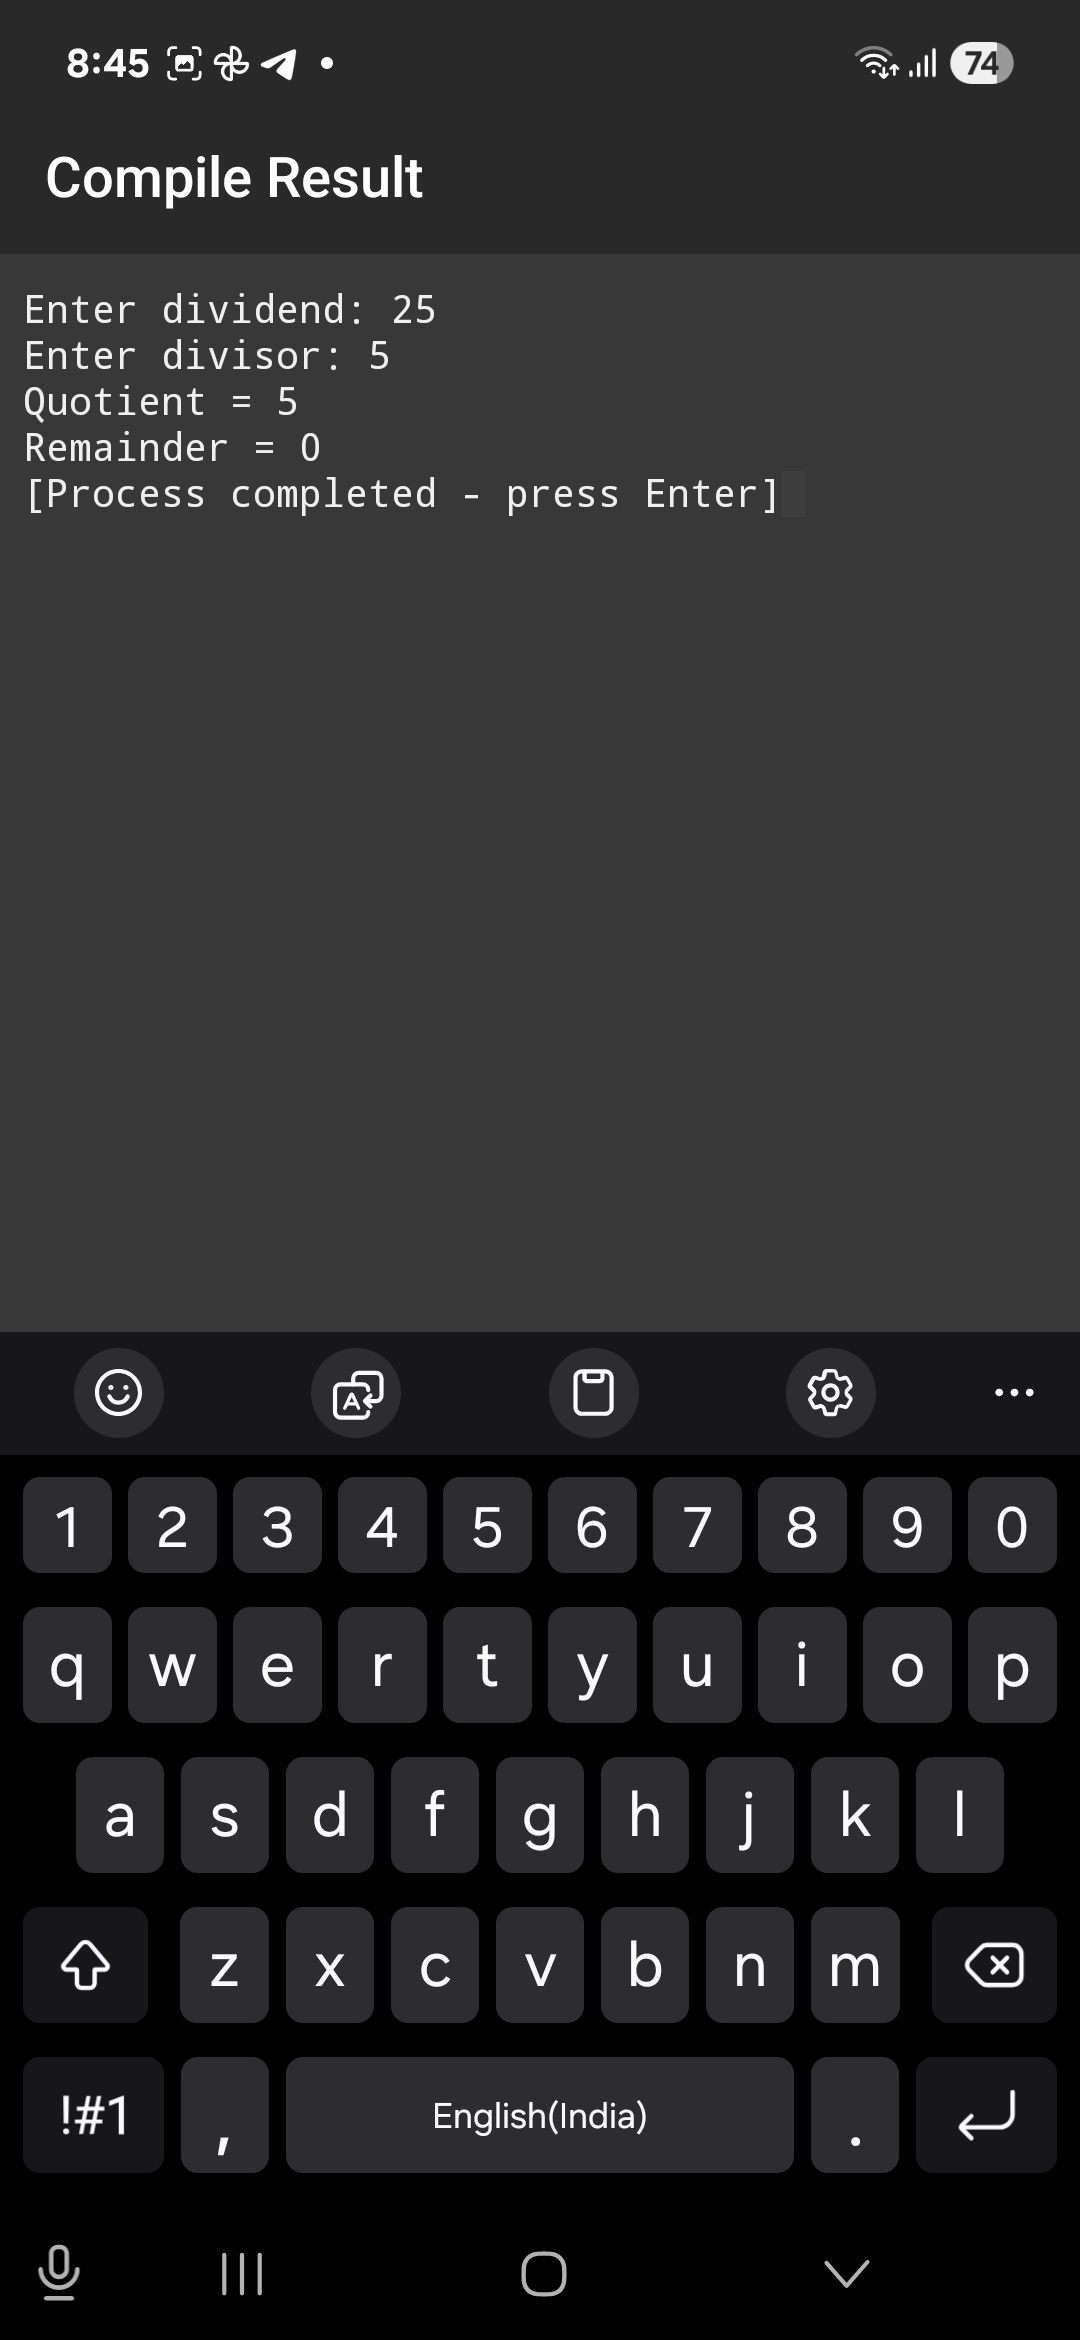 8:45
74
Compile Result
Enter dividend: 25
Enter divisor: 5
Quotient = 5
Remainder = 0
[Process completed - press Enter]
1 2 3 4 5 6 7 8 9 0
q w e r t y u i o p
a s d f g h j k l
z x c v b n m
!#1 , English(India) .